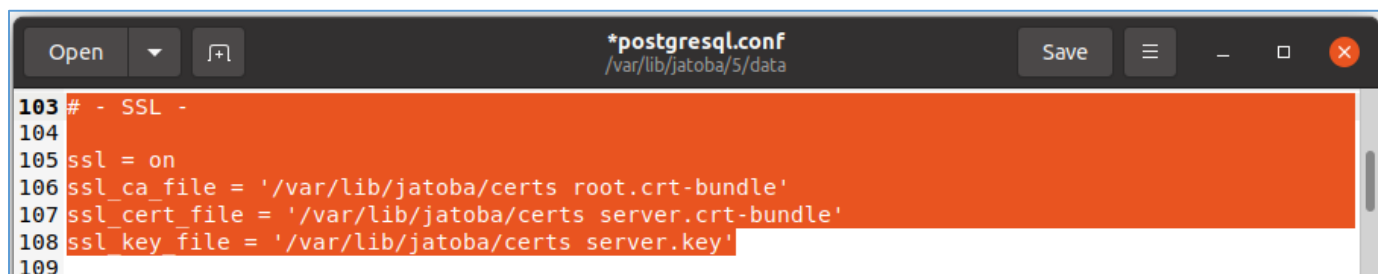 Open
*postgresql.conf
/var/lib/jatoba/5/data
Save
103 # - SSL -
104
105 ssl = on
106 ssl_ca_file = '/var/lib/jatoba/certs root.crt-bundle'
107 ssl_cert_file = '/var/lib/jatoba/certs server.crt-bundle'
108 ssl_key_file = '/var/lib/jatoba/certs server.key'
109